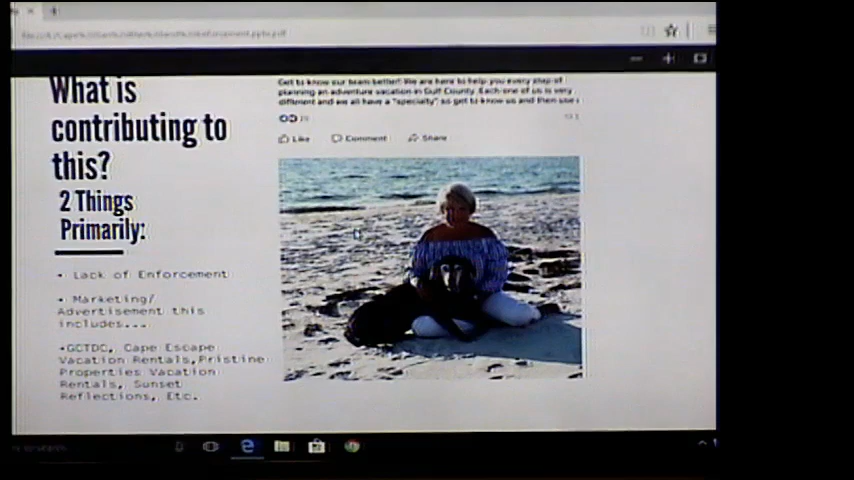 What is
contributing to
this?
2 Things
Primarily:
• Lack of Enforcement
• Marketing/
Advertisement this
includes...
•GCTDC, Cape Escape
Vacation Rentals,Pristine
Properties Vacation
Rentals, Sunset
Reflections, Etc.
Get to know our team better! We are here to help you every step of
planning an adventure vacation in Gulf County. Each one of us is very
different and we all have a "specialty" so get to know us and then use
Like Comment Share